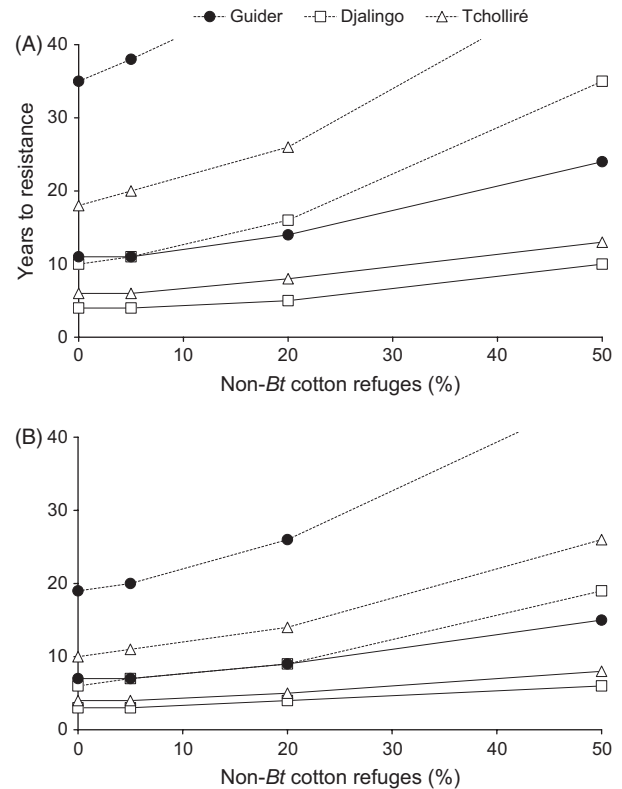 Guider Djalingo Tcholliré
(A)
40
30
20
10
0
Years to resistance
0 10 20 30 40 50
Non-Bt cotton refuges (%)
(B)
40
30
20
10
0
0 10 20 30 40 50
Non-Bt cotton refuges (%)